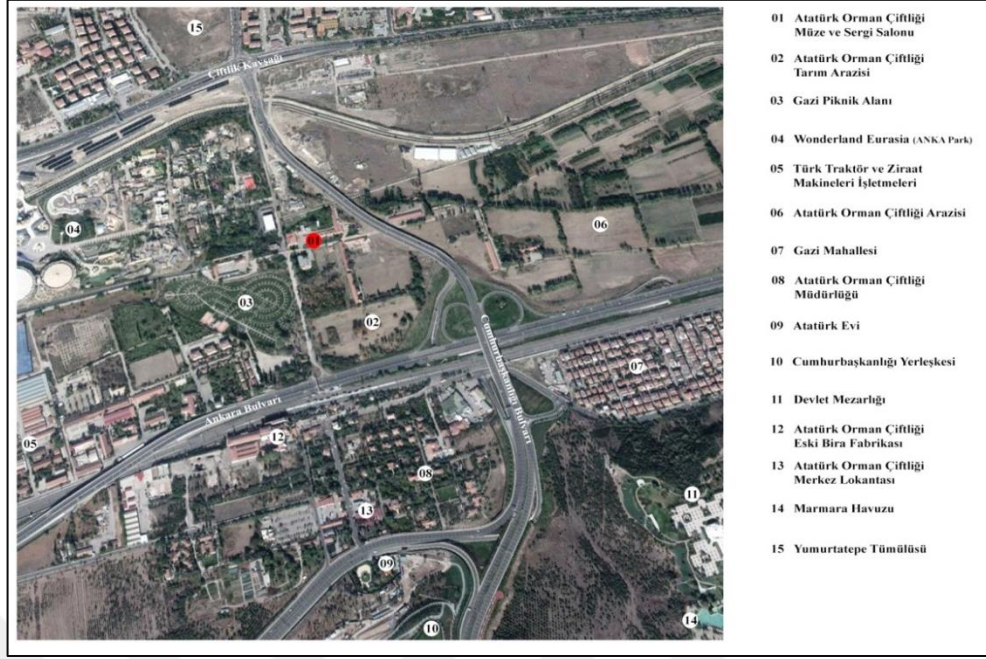 15
Çiftlik Kavşağı
04
01
06
03
02
Cumhurbaşkanlığı Bulvarı
07
Ankara Bulvarı
05
12
08
11
13
09
14
10
01 Atatürk Orman Çiftliği
Müze ve Sergi Salonu
02 Atatürk Orman Çiftliği
Tarım Arazisi
03 Gazi Piknik Alanı
04 Wonderland Eurasia (ANKA Park)
05 Türk Traktör ve Ziraat
Makineleri İşletmeleri
06 Atatürk Orman Çiftliği Arazisi
07 Gazi Mahallesi
08 Atatürk Orman Çiftliği
Müdürlüğü
09 Atatürk Evi
10 Cumhurbaşkanlığı Yerleşkesi
11 Devlet Mezarlığı
12 Atatürk Orman Çiftliği
Eski Bira Fabrikası
13 Atatürk Orman Çiftliği
Merkez Lokantası
14 Marmara Havuzu
15 Yumurtatepe Tümülüsü